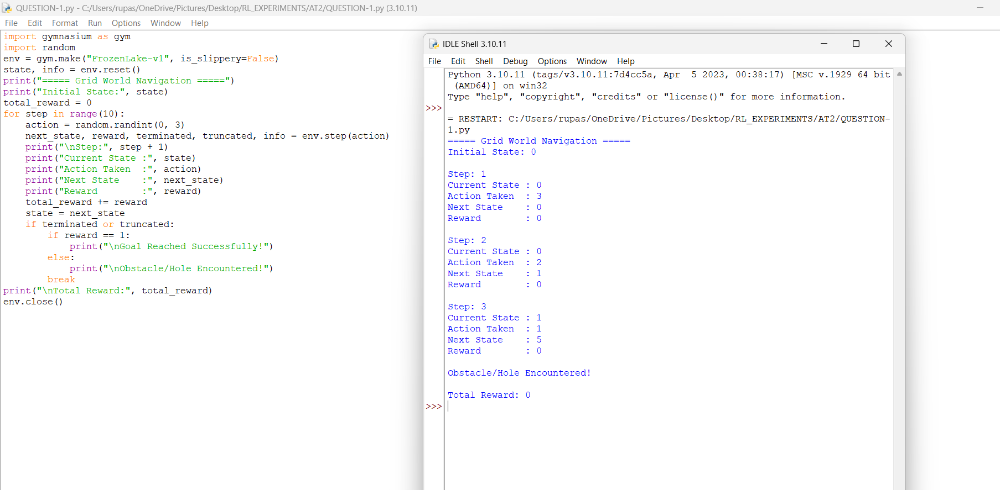 QUESTION-1.py - C:/Users/rupas/OneDrive/Pictures/Desktop/RL_EXPERIMENTS/AT2/QUESTION-1.py (3.10.11)
File Edit Format Run Options Window Help
import gymnasium as gym
import random
env = gym.make("FrozenLake-v1", is_slippery=False)
state, info = env.reset()
print("===== Grid World Navigation =====")
print("Initial State:", state)
total_reward = 0
for step in range(10):
    action = random.randint(0, 3)
    next_state, reward, terminated, truncated, info = env.step(action)
    print("\nStep:", step + 1)
    print("Current State :", state)
    print("Action Taken  :", action)
    print("Next State    :", next_state)
    print("Reward        :", reward)
    total_reward += reward
    state = next_state
    if terminated or truncated:
        if reward == 1:
            print("\nGoal Reached Successfully!")
        else:
            print("\nObstacle/Hole Encountered!")
        break
print("\nTotal Reward:", total_reward)
env.close()
IDLE Shell 3.10.11
File Edit Shell Debug Options Window Help
Python 3.10.11 (tags/v3.10.11:7d4cc5a, Apr  5 2023, 00:38:17) [MSC v.1929 64 bit
 (AMD64)] on win32
Type "help", "copyright", "credits" or "license()" for more information.
>>>
= RESTART: C:/Users/rupas/OneDrive/Pictures/Desktop/RL_EXPERIMENTS/AT2/QUESTION-
1.py
===== Grid World Navigation =====
Initial State: 0
Step: 1
Current State : 0
Action Taken  : 3
Next State    : 0
Reward        : 0
Step: 2
Current State : 0
Action Taken  : 2
Next State    : 1
Reward        : 0
Step: 3
Current State : 1
Action Taken  : 1
Next State    : 5
Reward        : 0
Obstacle/Hole Encountered!
Total Reward: 0
>>>